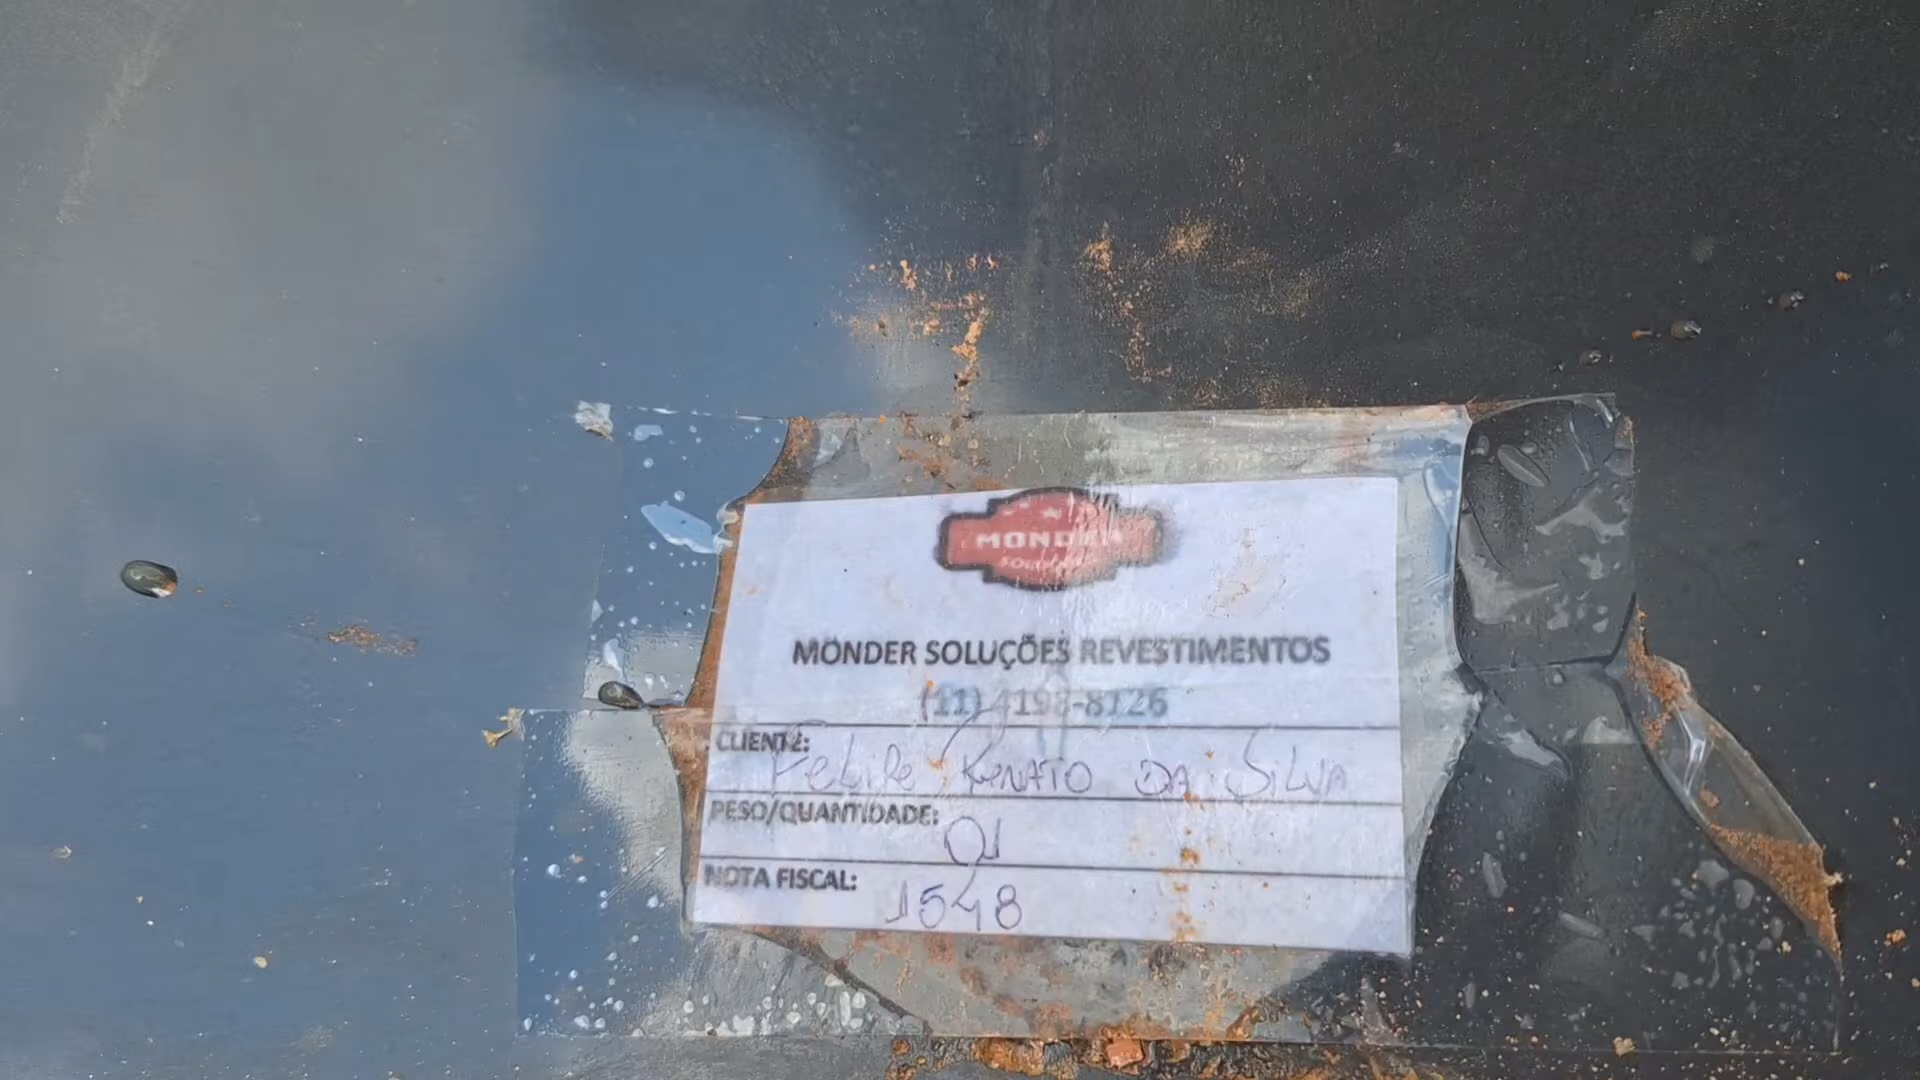 MONDER
MONDER SOLUÇÕES REVESTIMENTOS
(11) 4198-8126
CLIENTE:
FELIPE RENATO DA SILVA
PESO/QUANTIDADE:
01
NOTA FISCAL:
1548